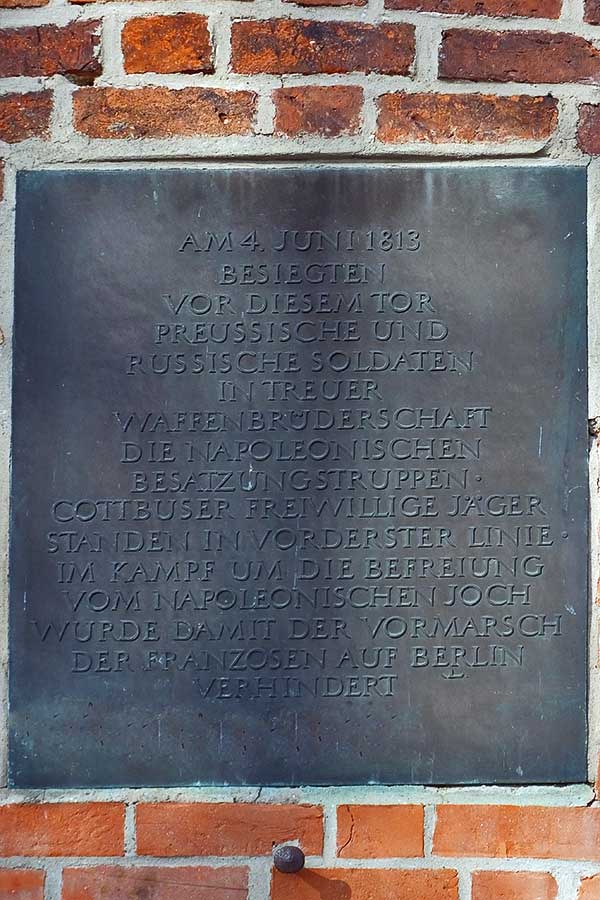 AM 4. JUNI 1813
BESIEGTEN
VOR DIESEM TOR
PREUSSISCHE UND
RUSSISCHE SOLDATEN
IN TREUER
WAFFENBRÜDERSCHAFT
DIE NAPOLEONISCHEN
BESATZUNGSTRUPPEN·
COTTBUSER FREIWILLIGE JÄGER
STANDEN IN VORDERSTER LINIE·
IM KAMPF UM DIE BEFREIUNG
VOM NAPOLEONISCHEN JOCH
WURDE DAMIT DER VORMARSCH
DER FRANZOSEN AUF BERLIN
VERHINDERT